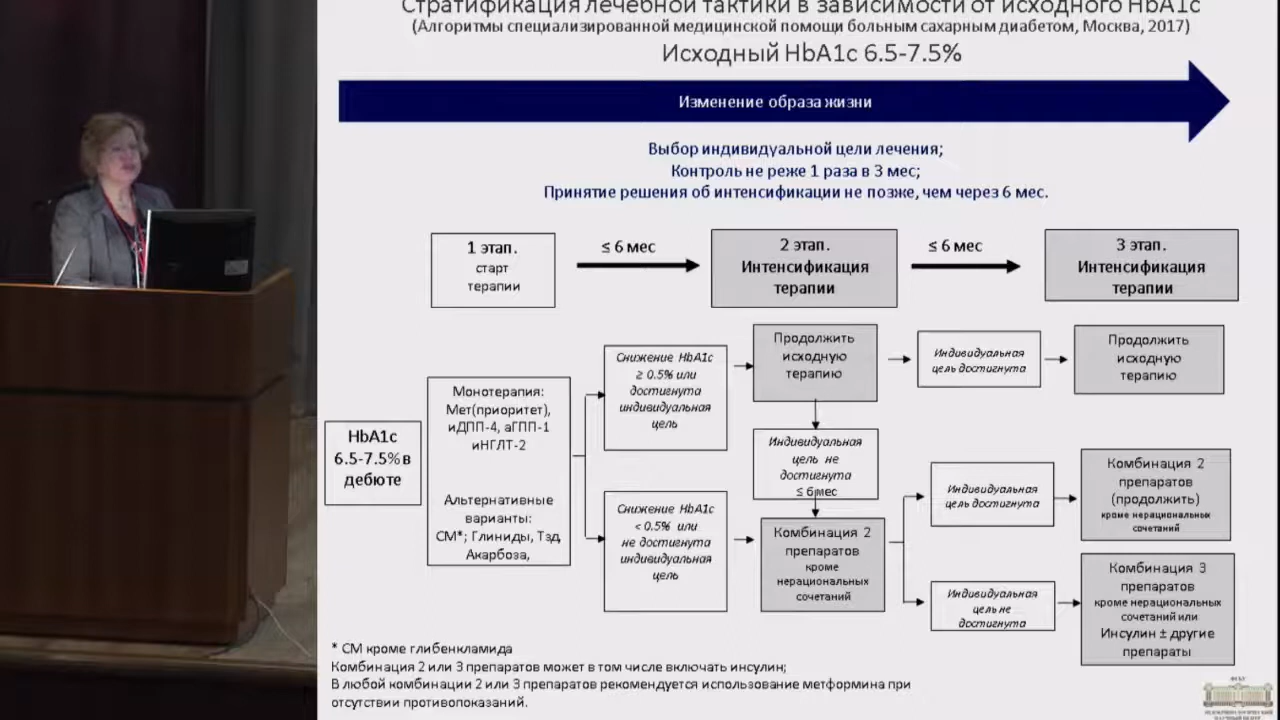 Стратификация лечебной тактики в зависимости от исходного HbA1c
(Алгоритмы специализированной медицинской помощи больным сахарным диабетом, Москва, 2017)
Исходный HbA1c 6.5-7.5%
Изменение образа жизни
Выбор индивидуальной цели лечения;
Контроль не реже 1 раза в 3 мес;
Принятие решения об интенсификации не позже, чем через 6 мес.
1 этап.
старт
терапии
≤ 6 мес
2 этап.
Интенсификация
терапии
≤ 6 мес
3 этап.
Интенсификация
терапии
HbA1c
6.5-7.5% в
дебюте
Монотерапия:
Мет(приоритет),
иДПП-4, аГПП-1
иНГЛТ-2
Альтернативные
варианты:
СМ*; Глиниды, Тзд,
Акарбоза,
Снижение HbA1c
≥ 0.5% или
достигнута
индивидуальная
цель
Снижение HbA1c
< 0.5% или
не достигнута
индивидуальная
цель
Продолжить
исходную
терапию
Индивидуальная
цель не
достигнута
≤ 6 мес
Комбинация 2
препаратов
кроме
нерациональных
сочетаний
Индивидуальная
цель достигнута
Продолжить
исходную
терапию
Индивидуальная
цель достигнута
Комбинация 2
препаратов
(продолжить)
кроме нерациональных
сочетаний
Индивидуальная
цель не
достигнута
Комбинация 3
препаратов
кроме нерациональных
сочетаний или
Инсулин ± другие
препараты
* СМ кроме глибенкламида
Комбинация 2 или 3 препаратов может в том числе включать инсулин;
В любой комбинации 2 или 3 препаратов рекомендуется использование метформина при
отсутствии противопоказаний.